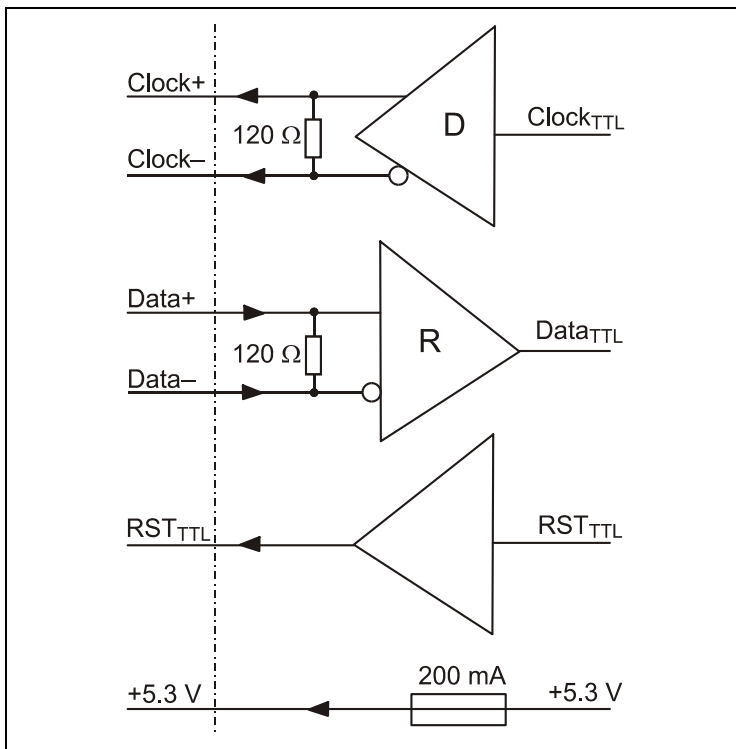 Clock+
120 Ω
D
Clock_TTL
Clock–
Data+
120 Ω
R
Data_TTL
Data–
RST_TTL
RST_TTL
200 mA
+5.3 V
+5.3 V